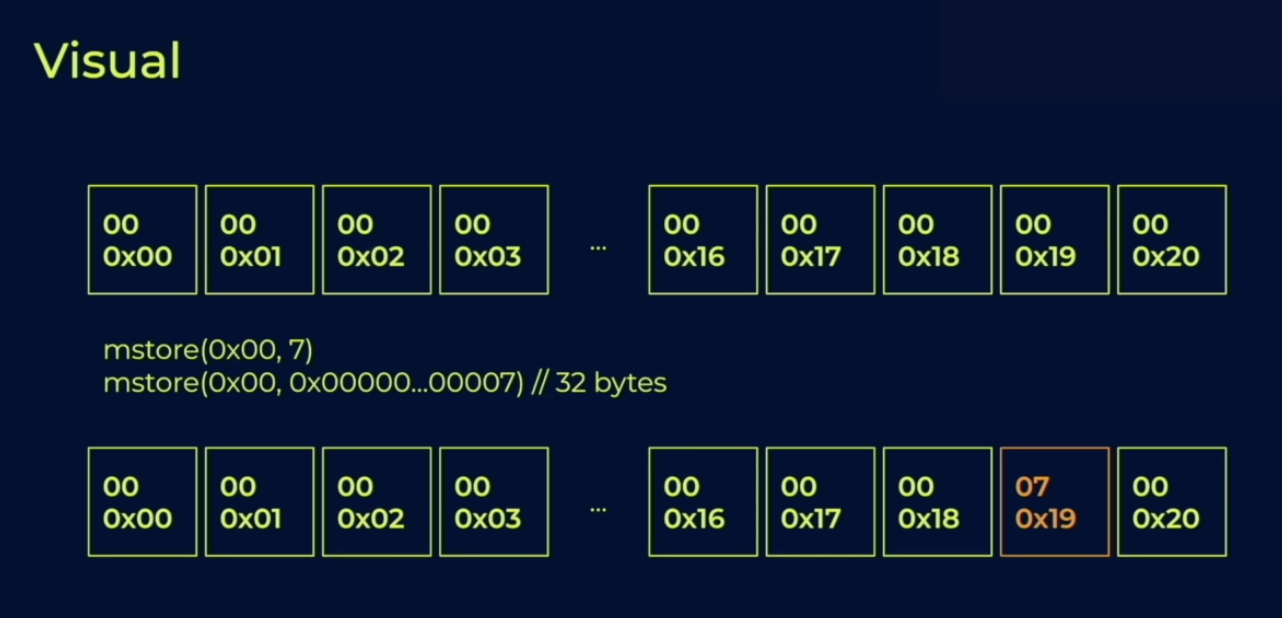 Visual
00 00 00 00 ... 00 00 00 00 00
0x00 0x01 0x02 0x03 0x16 0x17 0x18 0x19 0x20
mstore(0x00, 7)
mstore(0x00, 0x00000...00007) // 32 bytes
00 00 00 00 ... 00 00 00 07 00
0x00 0x01 0x02 0x03 0x16 0x17 0x18 0x19 0x20